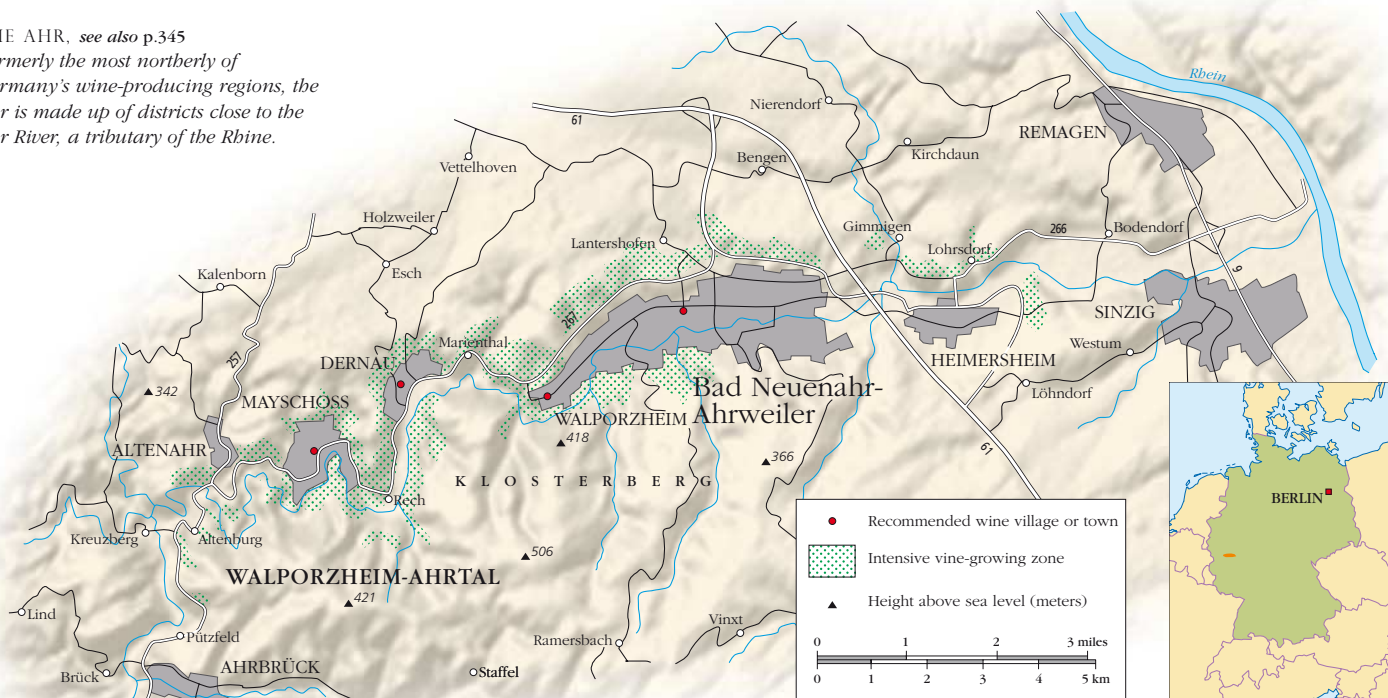 AHR, see also p.345
most northerly of
wine-producing regions, the
is made up of districts close to the
River, a tributary of the Rhine.
Rhein
Nierendorf
REMAGEN
61
Kirchdaun
Bengen
Vettelhoven
Holzweiler
Gimmigen
266
Bodendorf
Lantershofen
Lohrsdorf
Esch
9
Kalenborn
SINZIG
267
Marienthal
Westum
257
DERNAU
HEIMERSHEIM
342
Bad Neuenahr-
Ahrweiler
Löhndorf
MAYSCHOSS
WALPORZHEIM
418
ALTENAHR
61
366
KLOSTERBERG
Rech
BERLIN
Kreuzberg
Altenburg
506
WALPORZHEIM-AHRTAL
421
Lind
Vinxt
Pützfeld
Ramersbach
AHRBRÜCK
Staffel
Brück
Recommended wine village or town
Intensive vine-growing zone
Height above sea level (meters)
0 1 2 3 miles
0 1 2 3 4 5 km